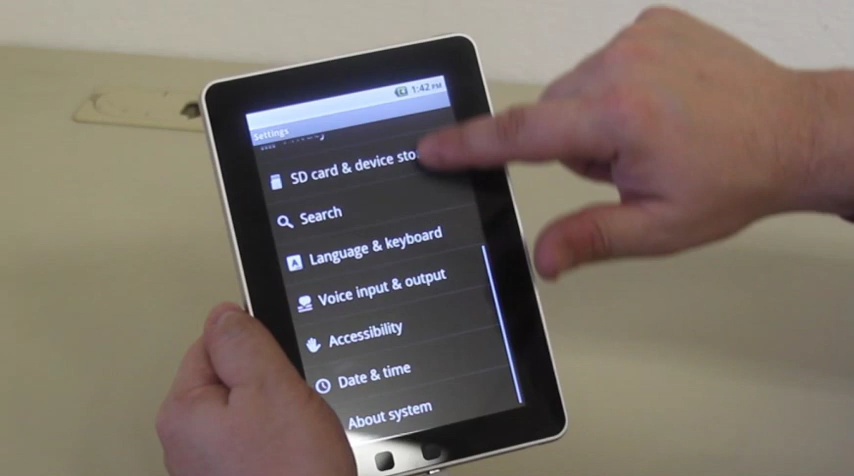 1:42 PM
Settings
SD card & device sto
Search
Language & keyboard
Voice input & output
Accessibility
Date & time
About system